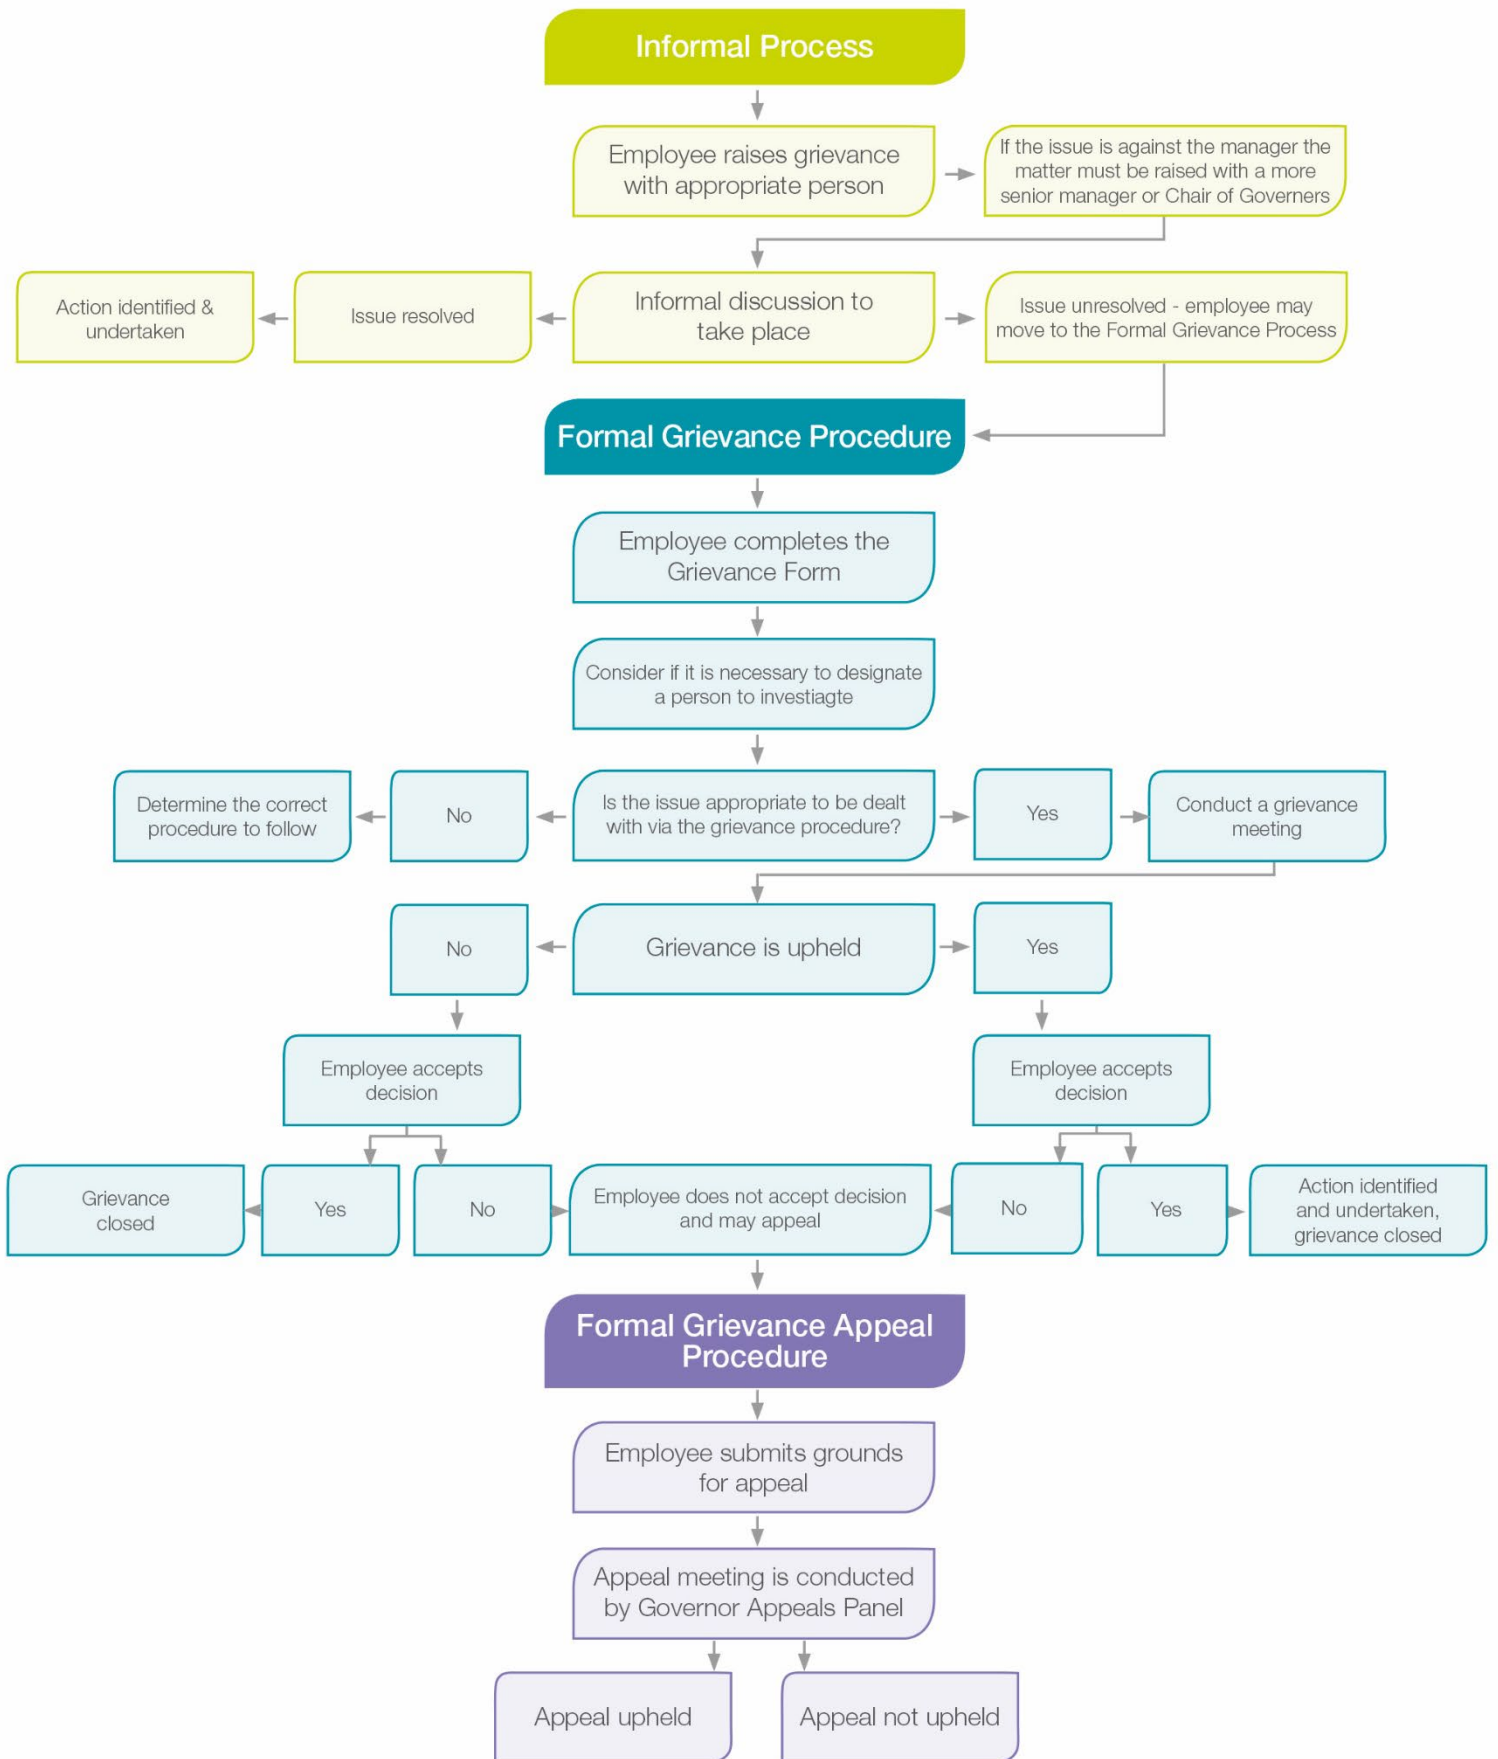 Informal Process
Employee raises grievance
with appropriate person
If the issue is against the manager the
matter must be raised with a more
senior manager or Chair of Governers
Action identified &
undertaken
Issue resolved
Informal discussion to
take place
Issue unresolved - employee may
move to the Formal Grievance Process
Formal Grievance Procedure
Employee completes the
Grievance Form
Consider if it is necessary to designate
a person to investiagte
Determine the correct
procedure to follow
No
Is the issue appropriate to be dealt
with via the grievance procedure?
Yes
Conduct a grievance
meeting
No
Grievance is upheld
Yes
Employee accepts
decision
Employee accepts
decision
Grievance
closed
Yes
No
Employee does not accept decision
and may appeal
No
Yes
Action identified
and undertaken,
grievance closed
Formal Grievance Appeal
Procedure
Employee submits grounds
for appeal
Appeal meeting is conducted
by Governor Appeals Panel
Appeal upheld
Appeal not upheld